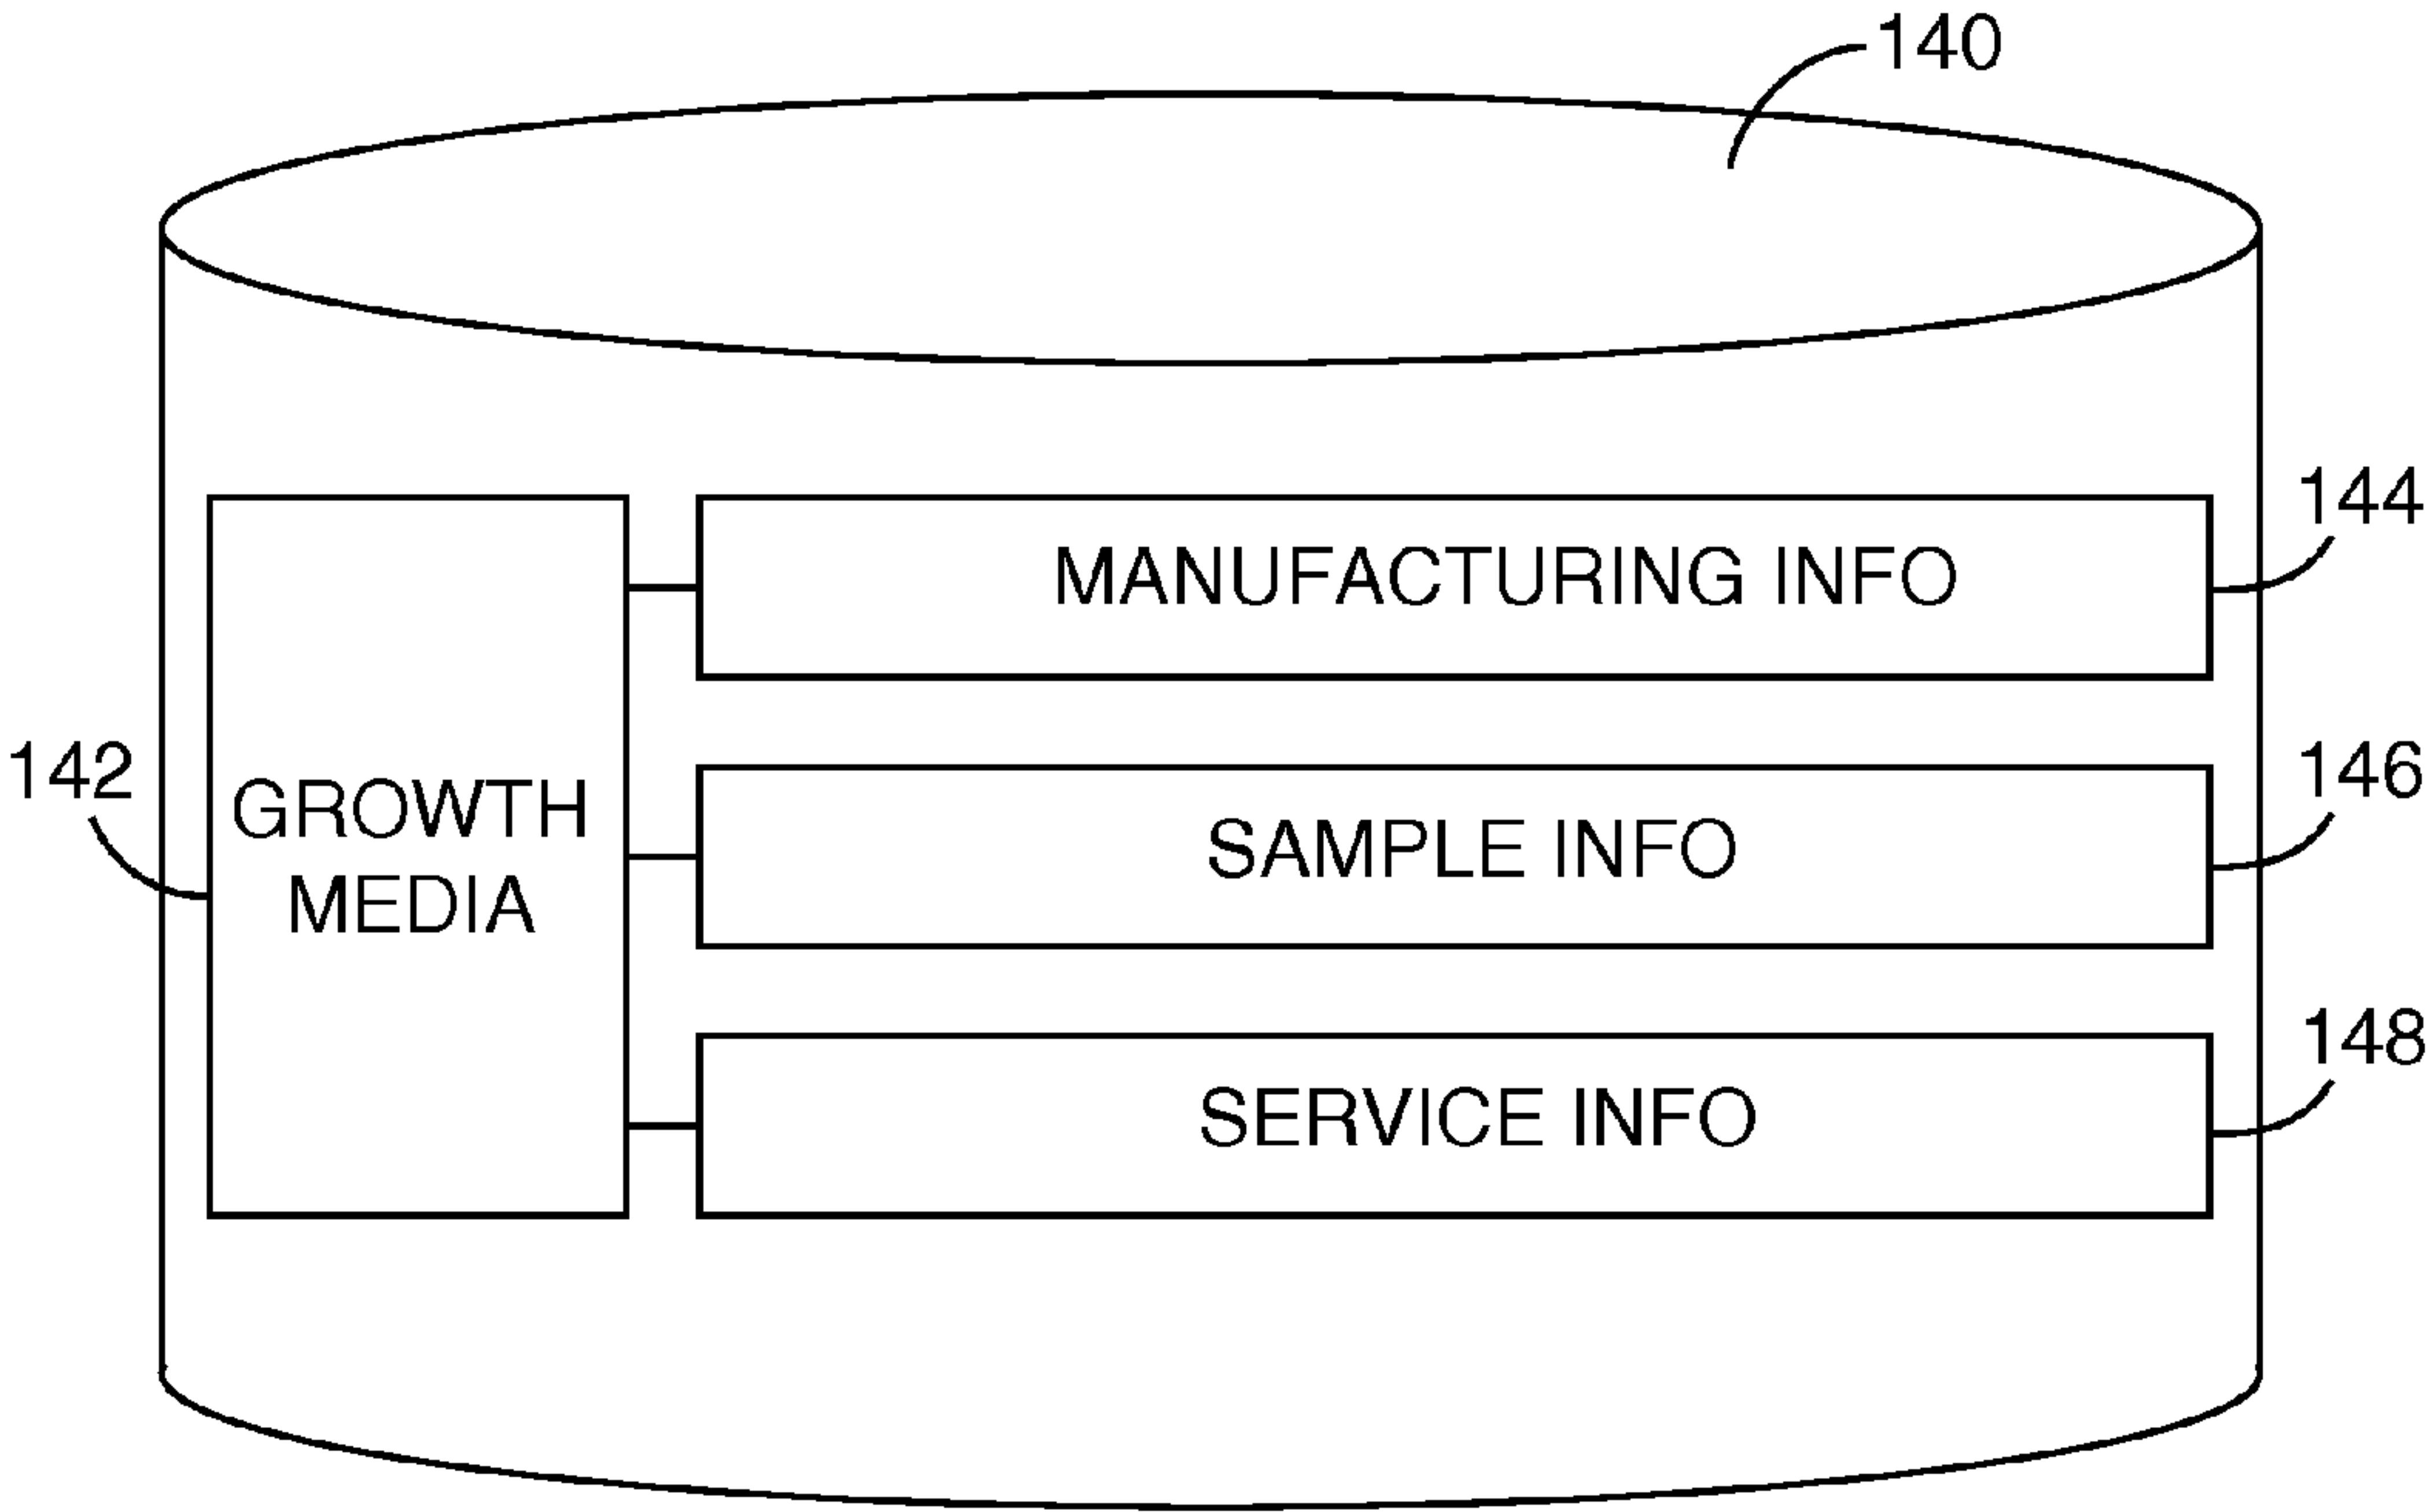 140
144
MANUFACTURING INFO
142
GROWTH
MEDIA
146
SAMPLE INFO
148
SERVICE INFO